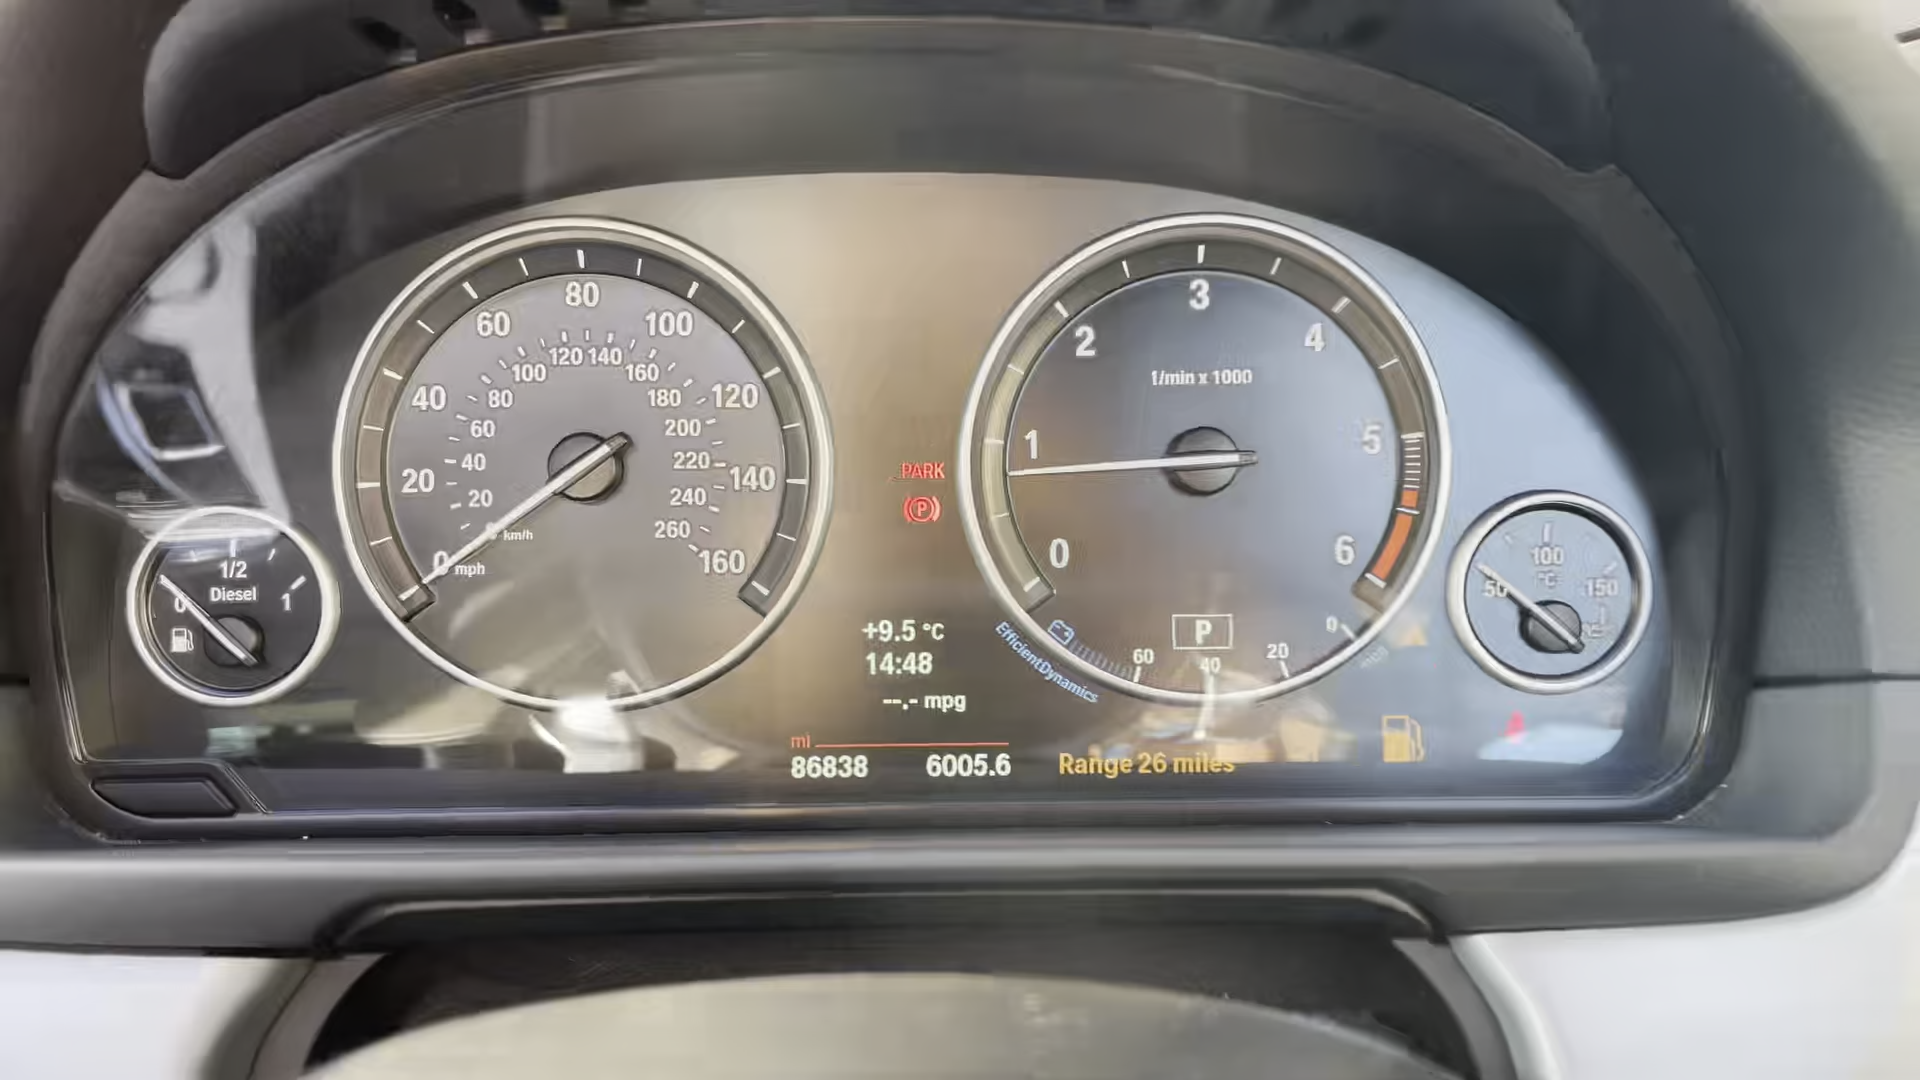 80
60 100
120 140
100 160
40 80 180 120
60 200
20 40 220 140
20 240
km/h 260
0 mph 160
1/2
Diesel
0 1
PARK
(P)
+9.5 °C
14:48
--.- mpg
mi
86838 6005.6
3
2 4
1/min x 1000
1 5
0 6
P
EfficientDynamics
60 40 20 0
Range 26 miles
100
°C
50 150